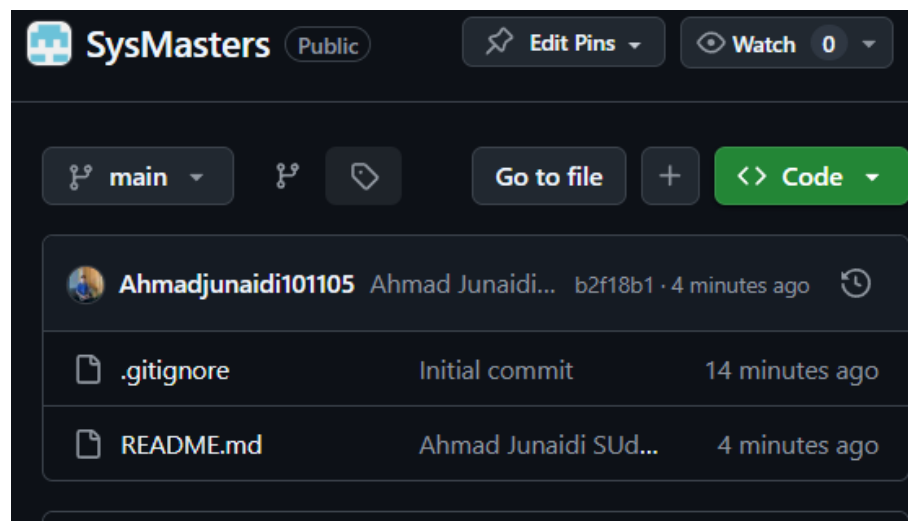 SysMasters Public Edit Pins Watch 0
main Go to file + Code
Ahmadjunaidi101105 Ahmad Junaidi... b2f18b1 · 4 minutes ago
.gitignore Initial commit 14 minutes ago
README.md Ahmad Junaidi SUd... 4 minutes ago